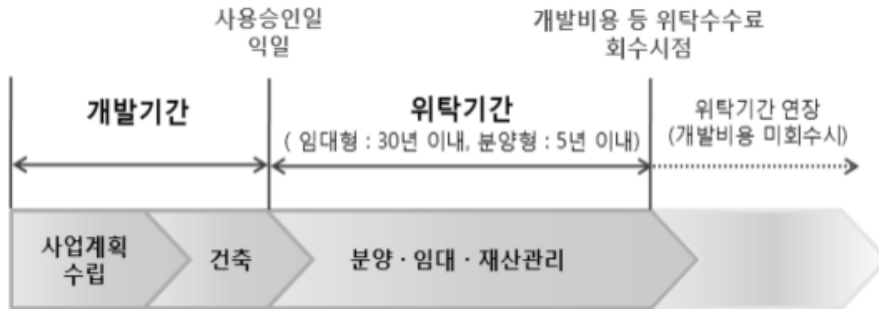 사용승인일
익일
개발비용 등 위탁수수료
회수시점
개발기간
위탁기간
( 임대형 : 30년 이내, 분양형 : 5년 이내)
위탁기간 연장
(개발비용 미회수시)
사업계획
수립
건축
분양 · 임대 · 재산관리